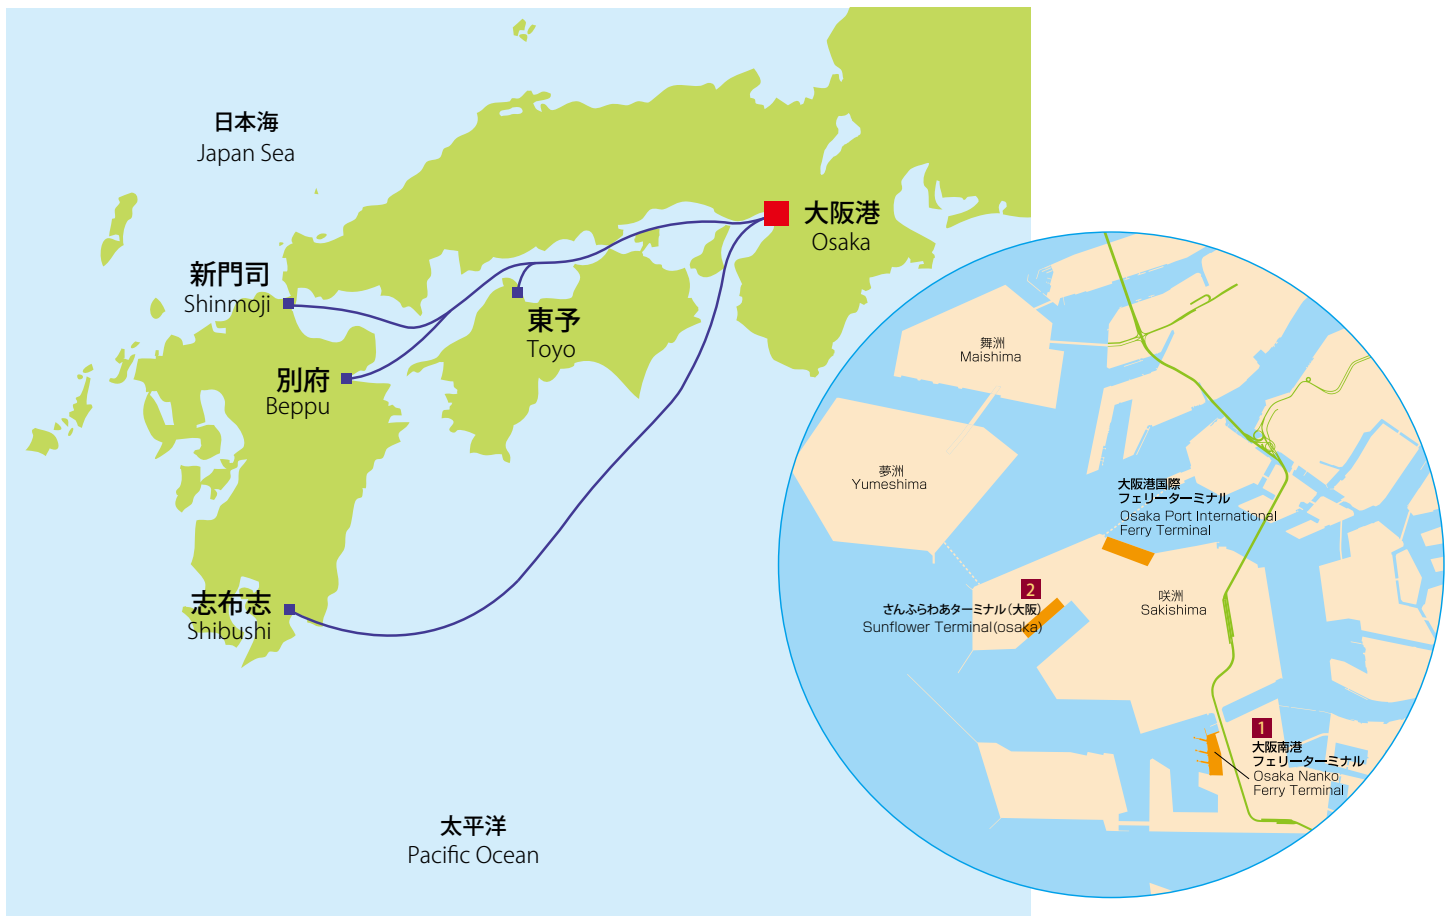 日本海
Japan Sea
大阪港
Osaka
新門司
Shinmoji
東予
Toyo
別府
Beppu
志布志
Shibushi
太平洋
Pacific Ocean
舞洲
Maishima
夢洲
Yumeshima
大阪港国際
フェリーターミナル
Osaka Port International
Ferry Terminal
2
さんふらわあターミナル(大阪)
Sunflower Terminal(osaka)
咲洲
Sakishima
1
大阪南港
フェリーターミナル
Osaka Nanko
Ferry Terminal